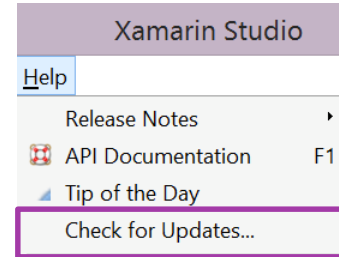 Xamarin Studio
Help
Release Notes
API Documentation F1
Tip of the Day
Check for Updates...